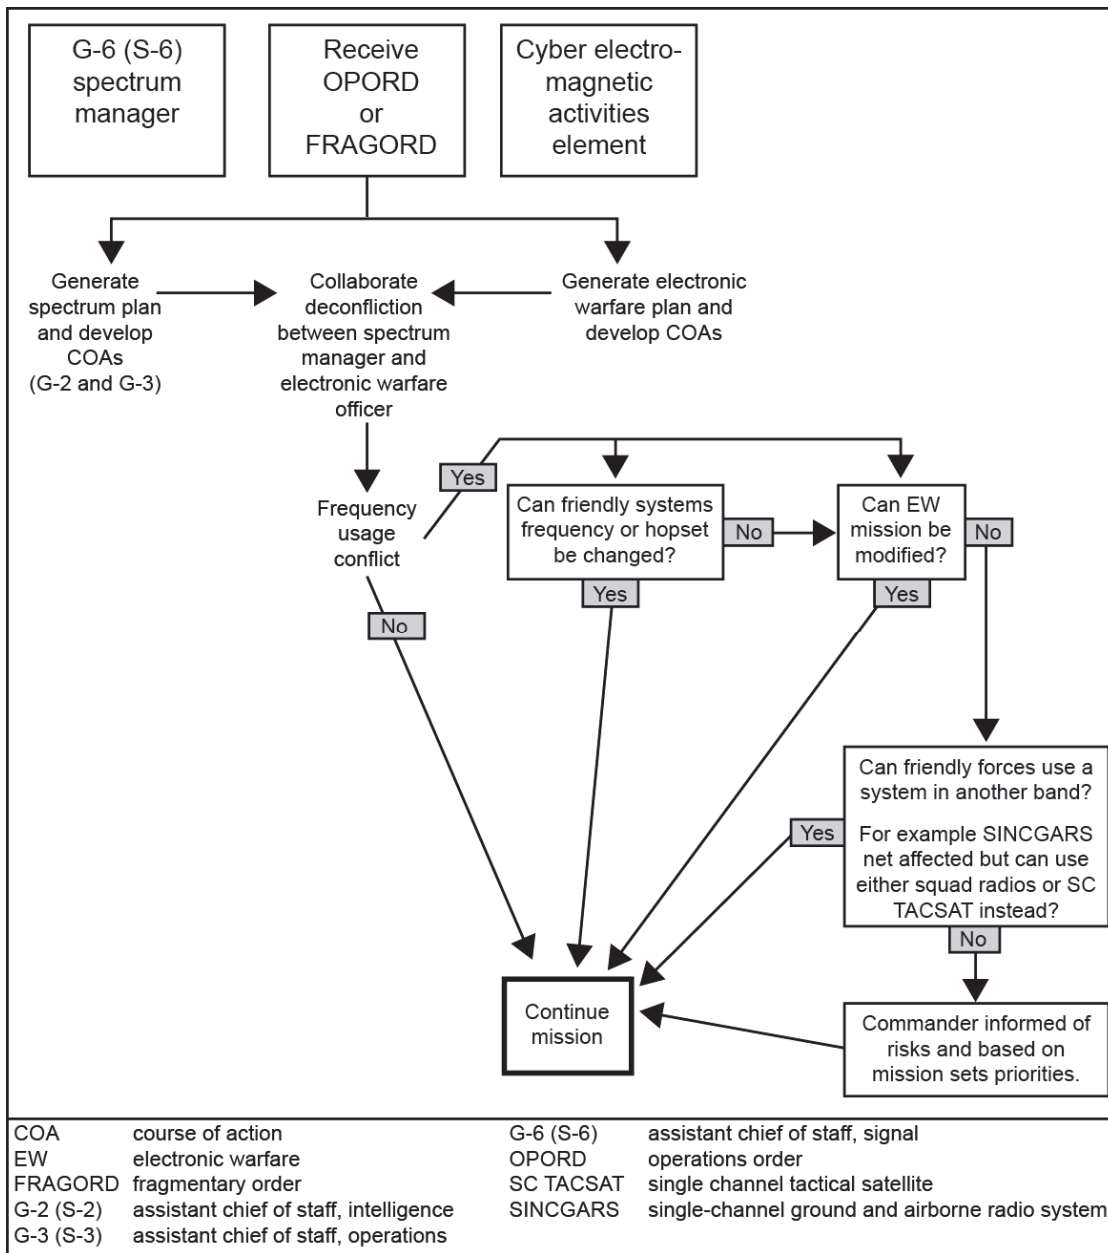 G-6 (S-6)
spectrum
manager
Receive
OPORD
or
FRAGORD
Cyber electro-
magnetic
activities
element
Generate
spectrum plan
and develop
COAs
(G-2 and G-3)
Collaborate
deconfliction
between spectrum
manager and
electronic warfare
officer
Generate electronic
warfare plan and
develop COAs
Frequency
usage
conflict
Yes
No
Can friendly systems
frequency or hopset
be changed?
No
Yes
Can EW
mission be
modified?
No
Yes
Can friendly forces use a
system in another band?
For example SINCGARS
net affected but can use
either squad radios or SC
TACSAT instead?
Yes
No
Continue
mission
Commander informed of
risks and based on
mission sets priorities.
COA course of action
EW electronic warfare
FRAGORD fragmentary order
G-2 (S-2) assistant chief of staff, intelligence
G-3 (S-3) assistant chief of staff, operations
G-6 (S-6) assistant chief of staff, signal
OPORD operations order
SC TACSAT single channel tactical satellite
SINCGARS single-channel ground and airborne radio system